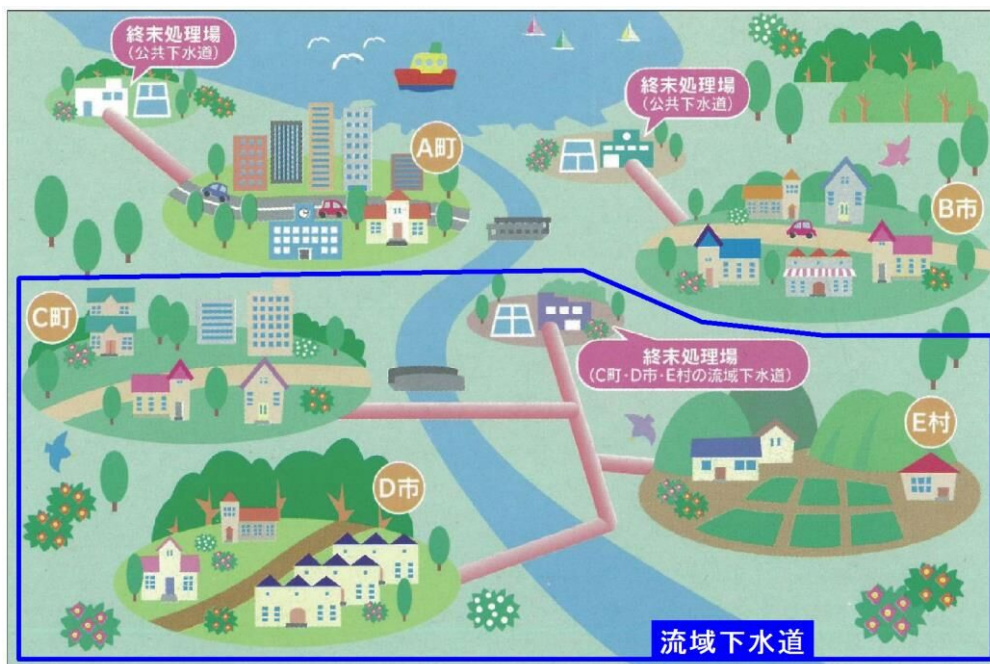 終末処理場
(公共下水道)
A町
終末処理場
(公共下水道)
B市
C町
終末処理場
(C町・D市・E村の流域下水道)
E村
D市
流域下水道